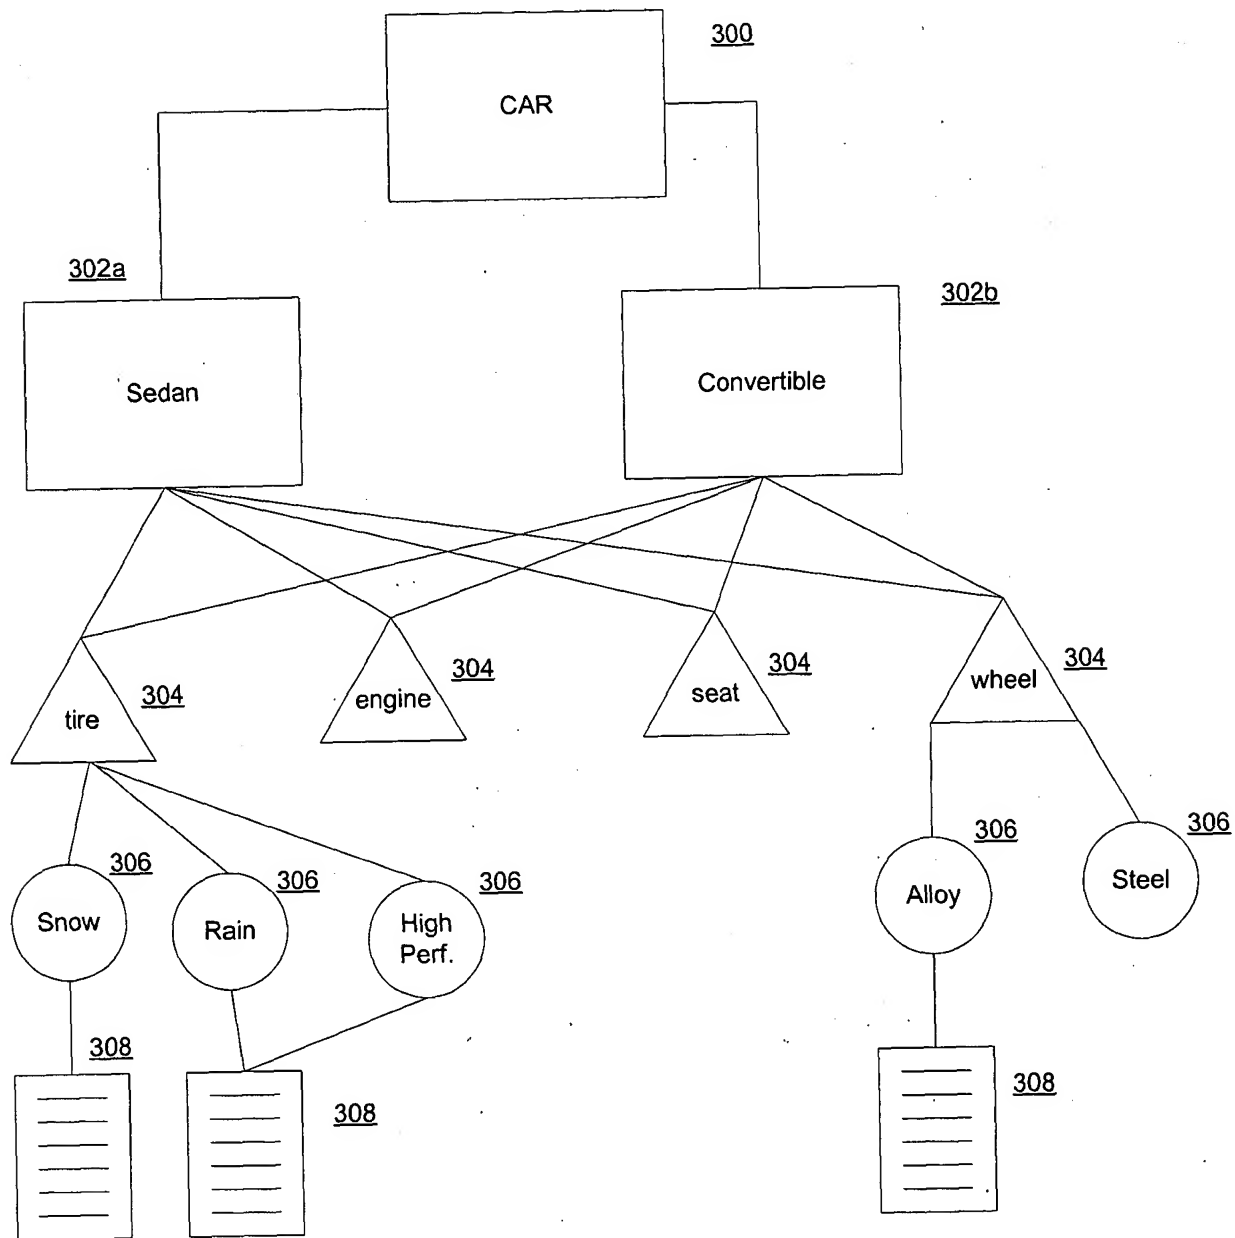 300
CAR
302a
302b
Sedan
Convertible
304
304
304
304
tire
engine
seat
wheel
306
306
306
306
306
Snow
Rain
High
Perf.
Alloy
Steel
308
308
308